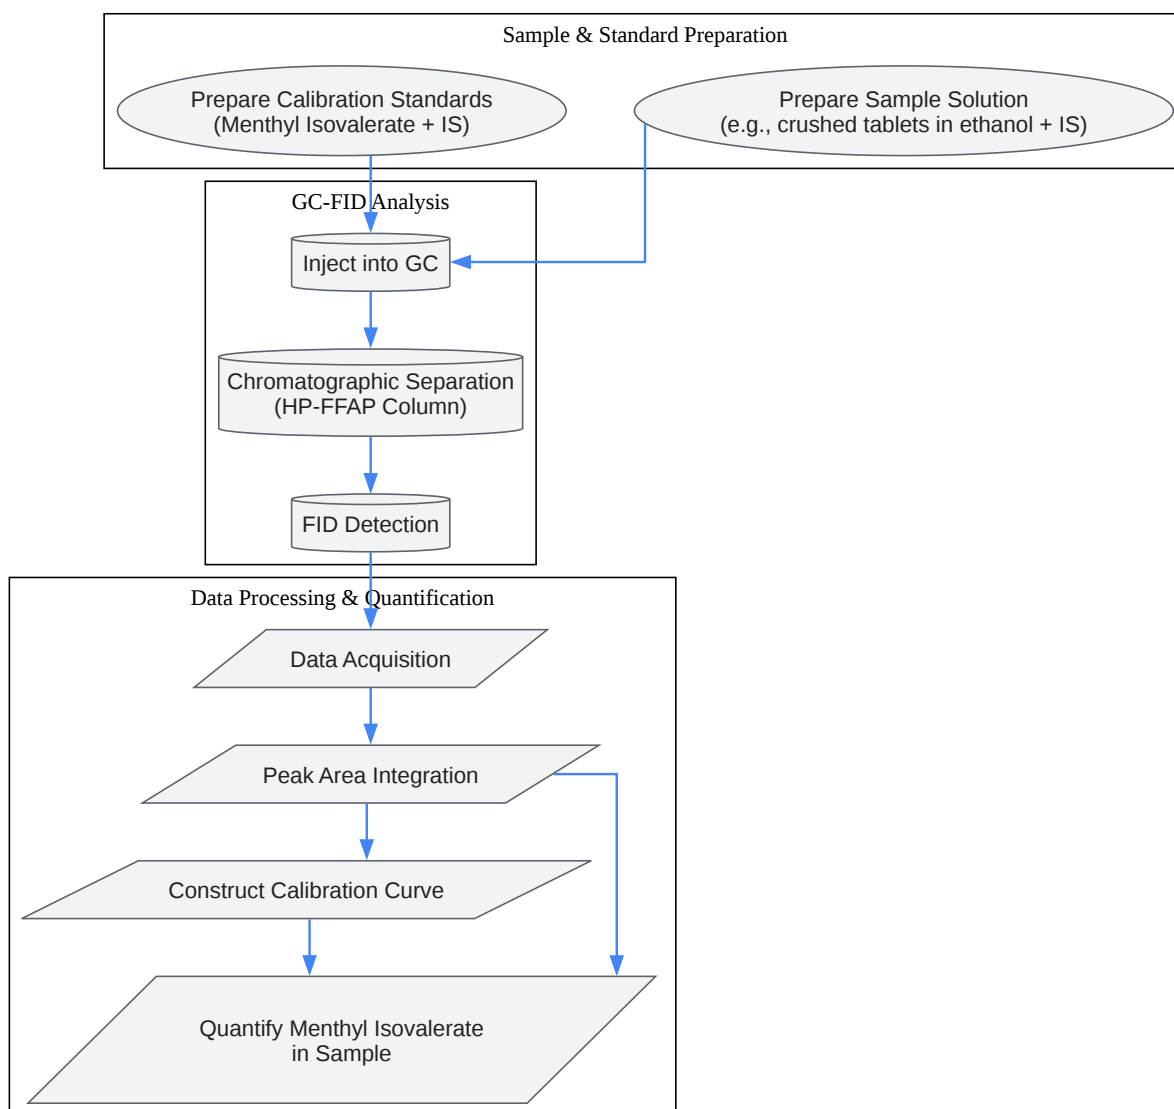 Sample & Standard Preparation
Prepare Calibration Standards
(Menthyl Isovalerate + IS)
Prepare Sample Solution
(e.g., crushed tablets in ethanol + IS)
GC-FID Analysis
Inject into GC
Chromatographic Separation
(HP-FFAP Column)
FID Detection
Data Processing & Quantification
Data Acquisition
Peak Area Integration
Construct Calibration Curve
Quantify Menthyl Isovalerate
in Sample